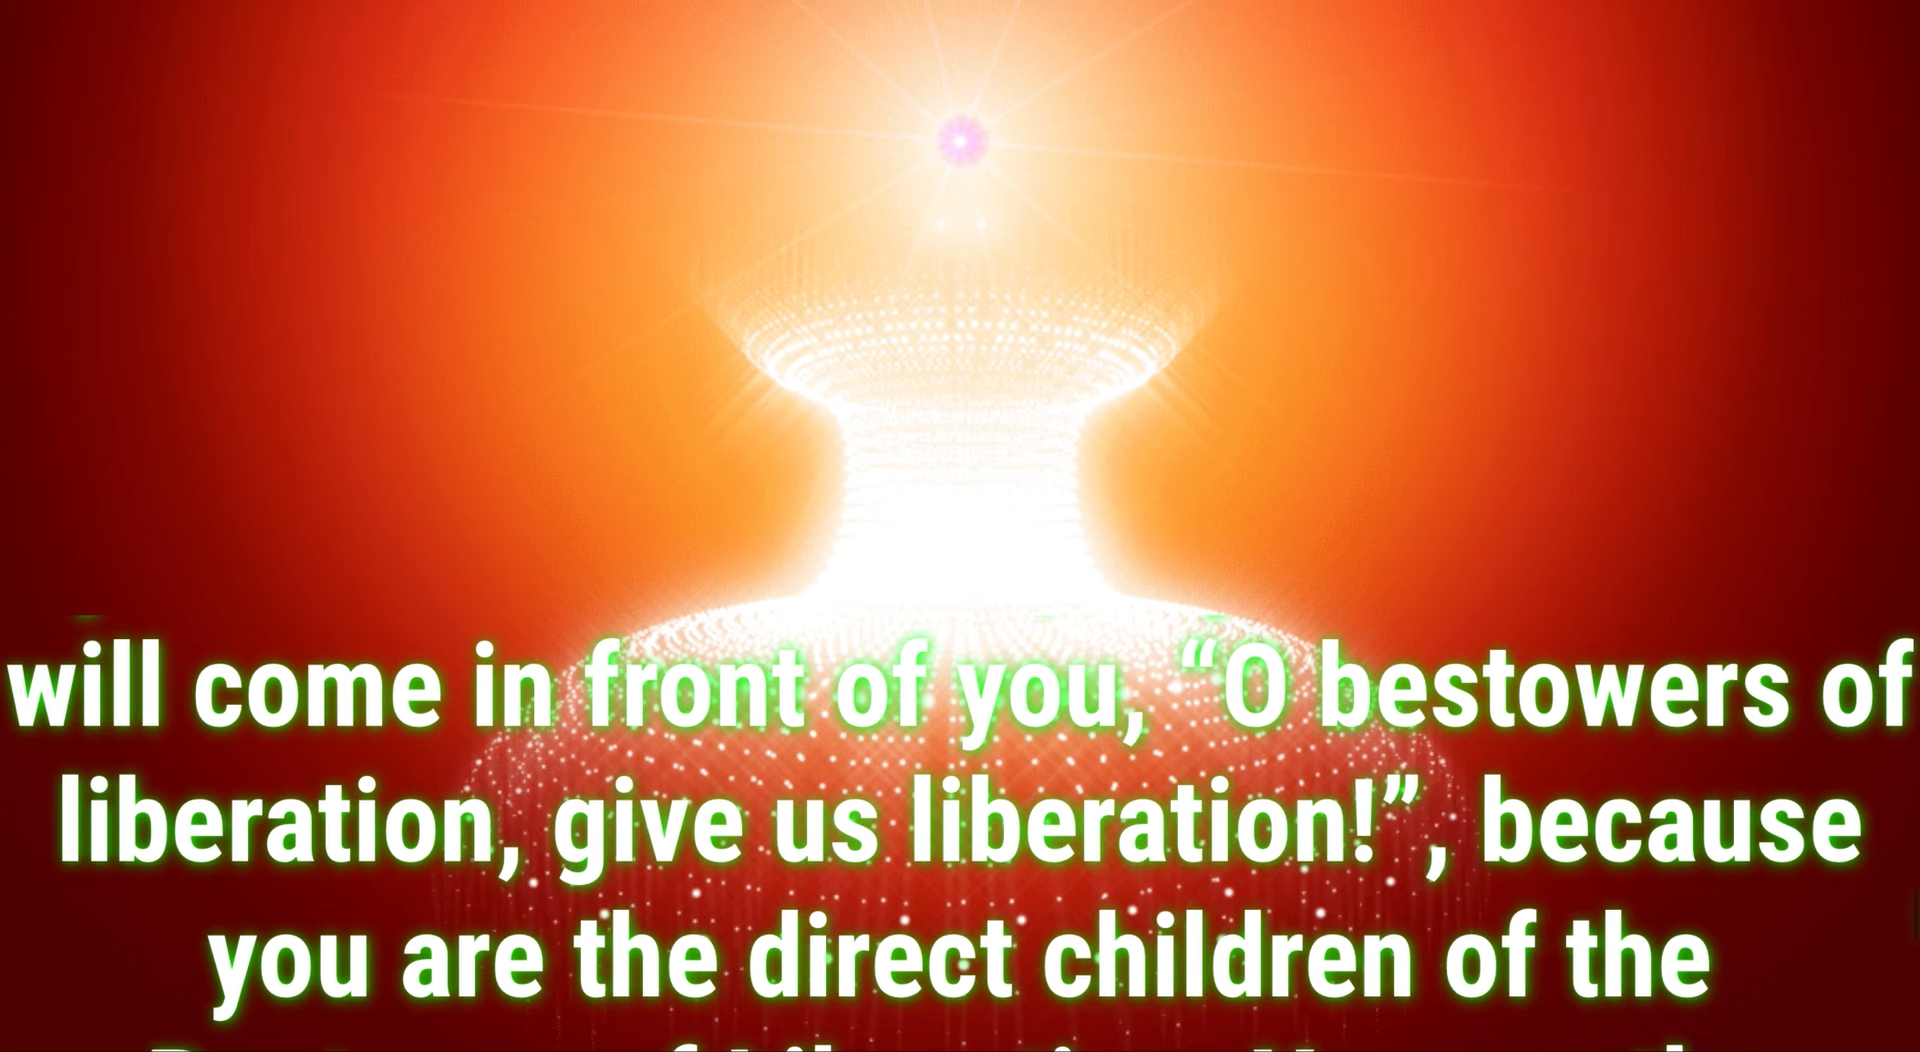 will come in front of you, “O bestowers of
liberation, give us liberation!”, because
you are the direct children of the